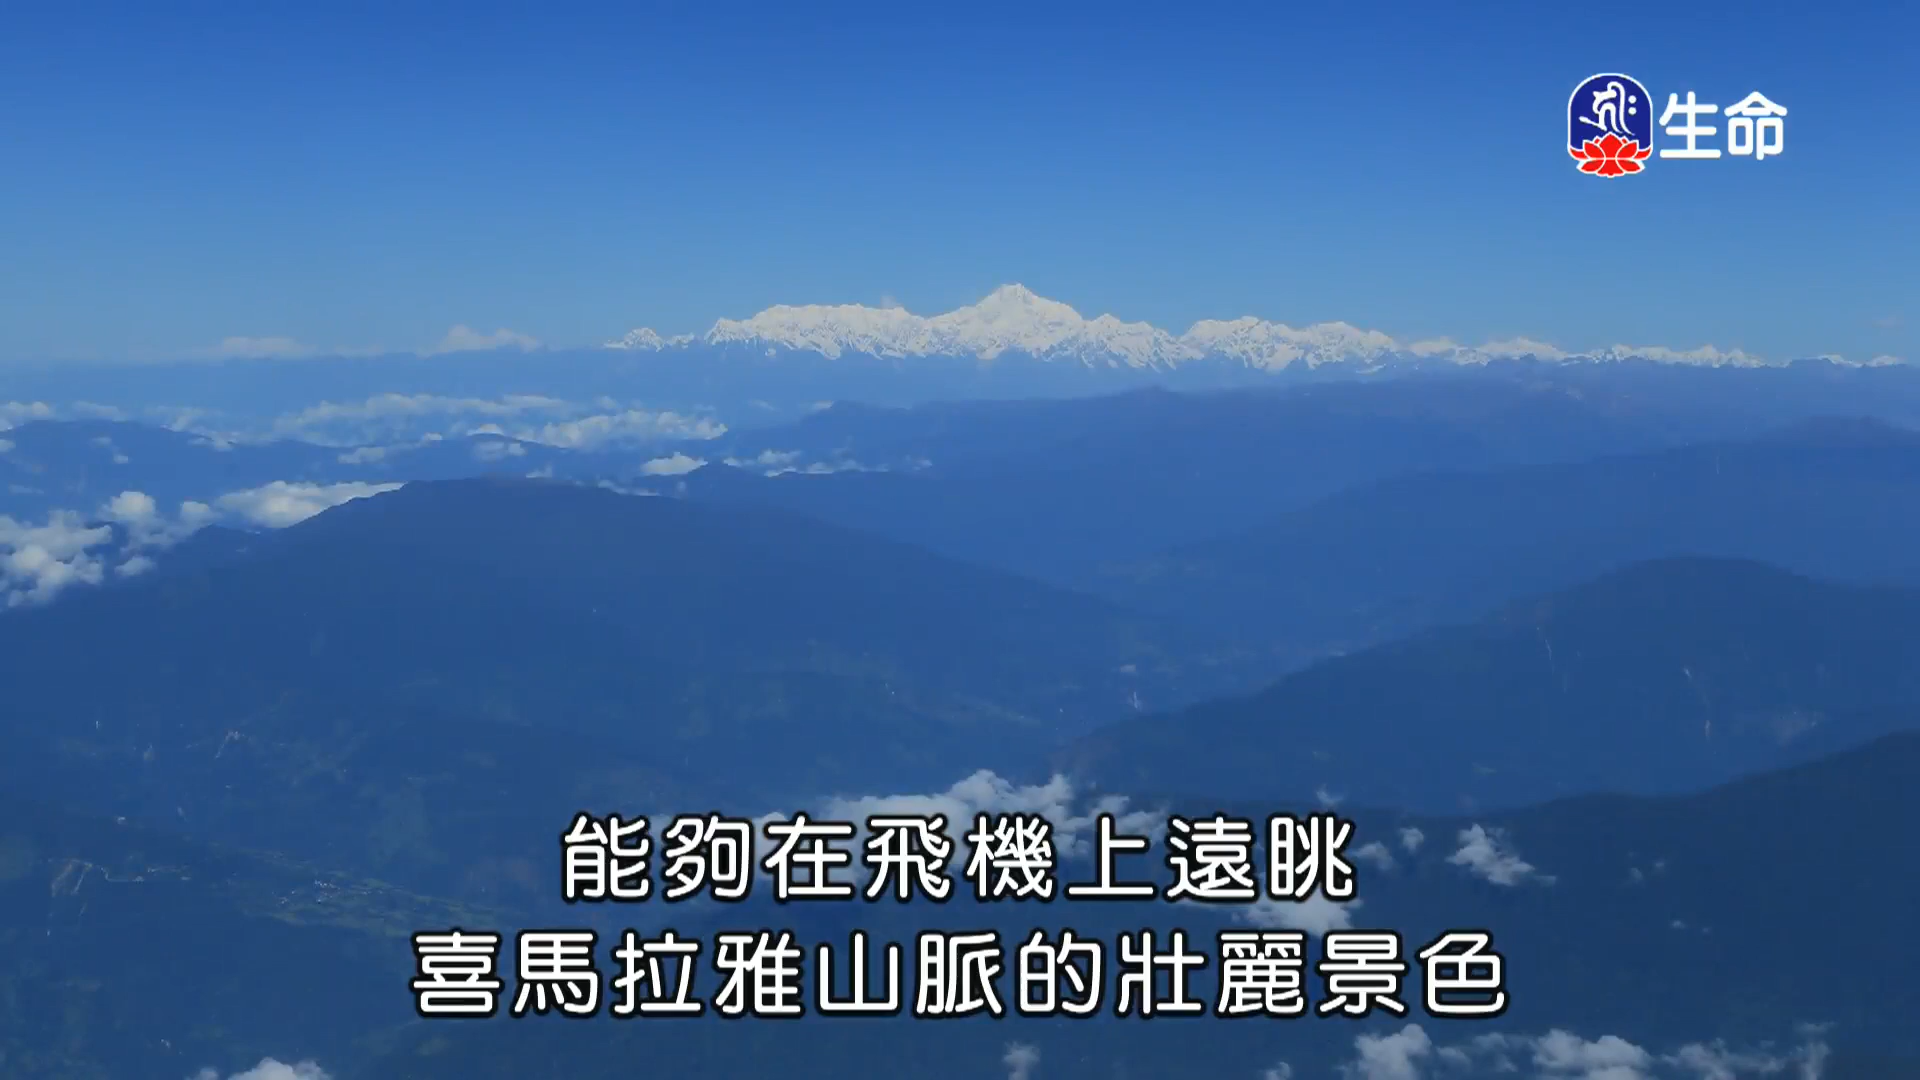 生命
能夠在飛機上遠眺
喜馬拉雅山脈的壯麗景色